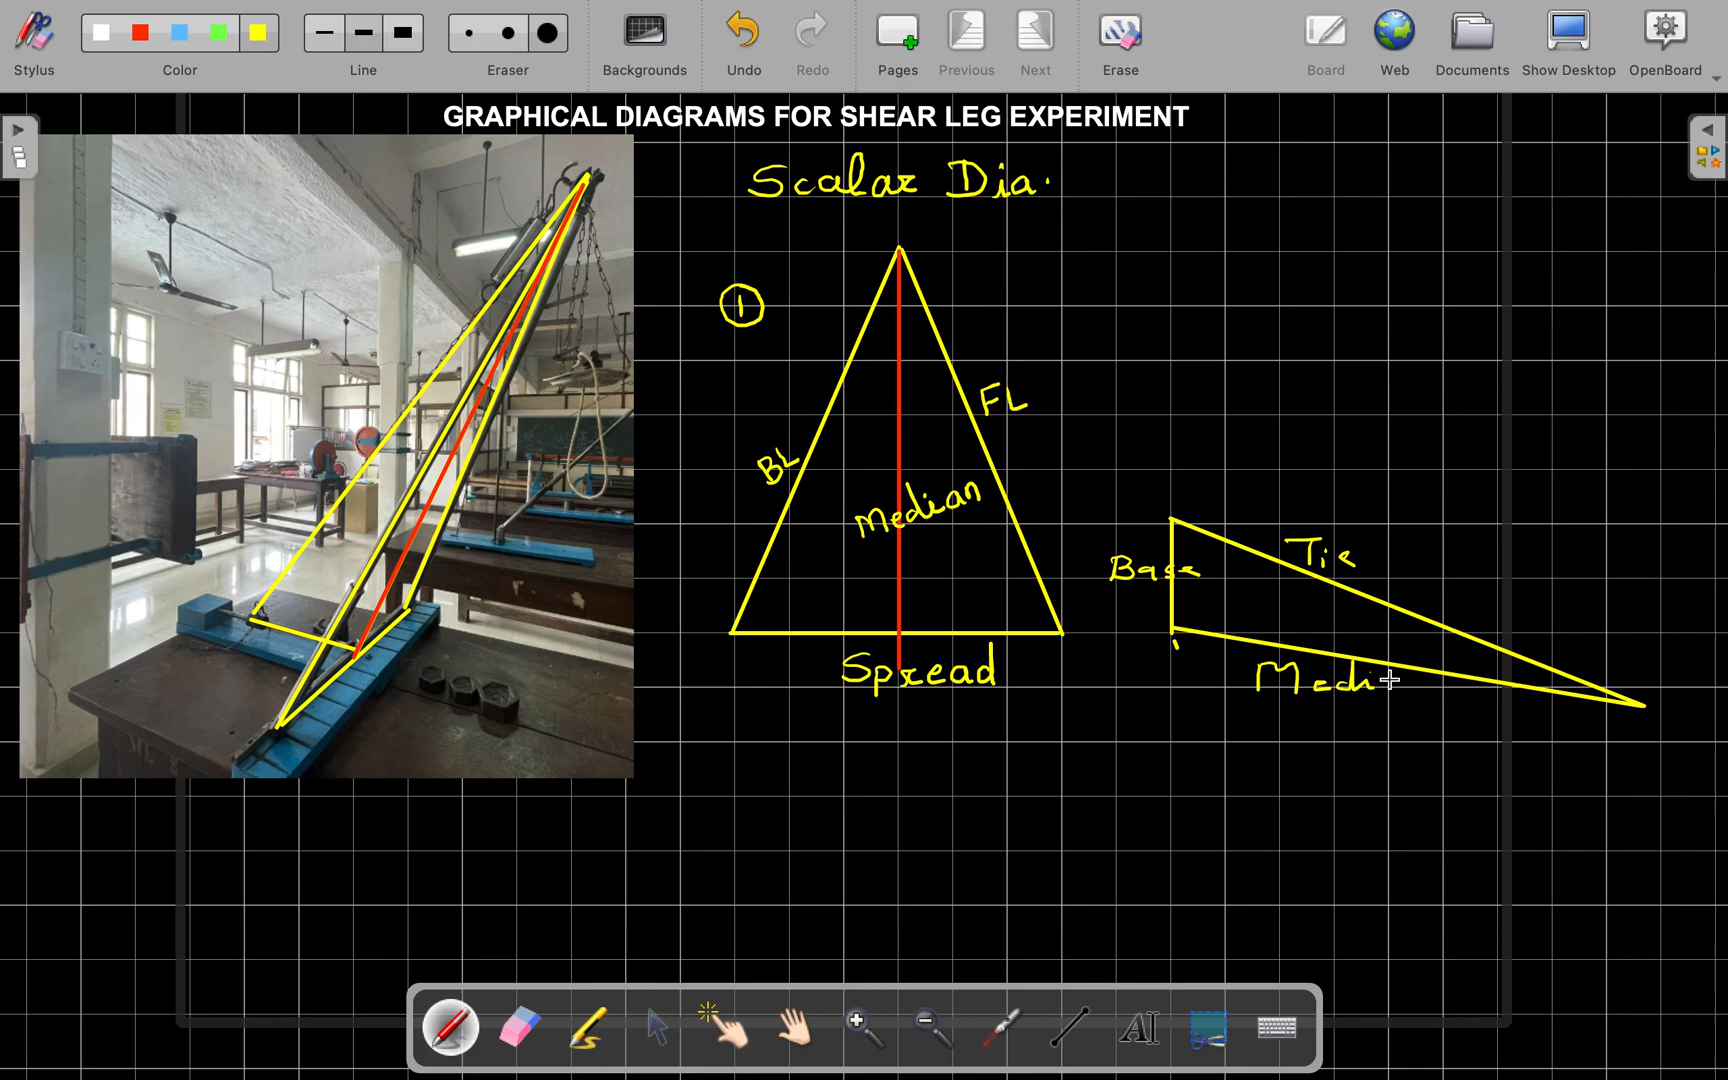 Stylus
Color
Line
Eraser
Backgrounds
Undo
Redo
Pages
Previous
Next
Erase
Board
Web
Documents
Show Desktop
OpenBoard
GRAPHICAL DIAGRAMS FOR SHEAR LEG EXPERIMENT
Scalar Dia.
1
FL
BL
Median
Spread
Base
Tie
Medi
AI